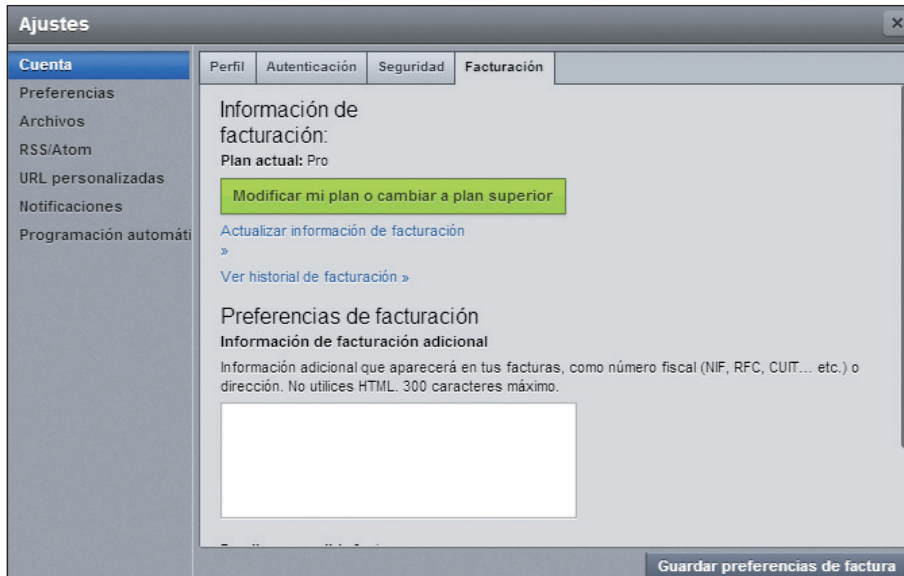 Ajustes
Cuenta
Preferencias
Archivos
RSS/Atom
URL personalizadas
Notificaciones
Programación automáti
Perfil
Autenticación
Seguridad
Facturación
Información de
facturación:
Plan actual: Pro
Modificar mi plan o cambiar a plan superior
Actualizar información de facturación
»
Ver historial de facturación »
Preferencias de facturación
Información de facturación adicional
Información adicional que aparecerá en tus facturas, como número fiscal (NIF, RFC, CUIT... etc.) o
dirección. No utilices HTML. 300 caracteres máximo.
Guardar preferencias de factura